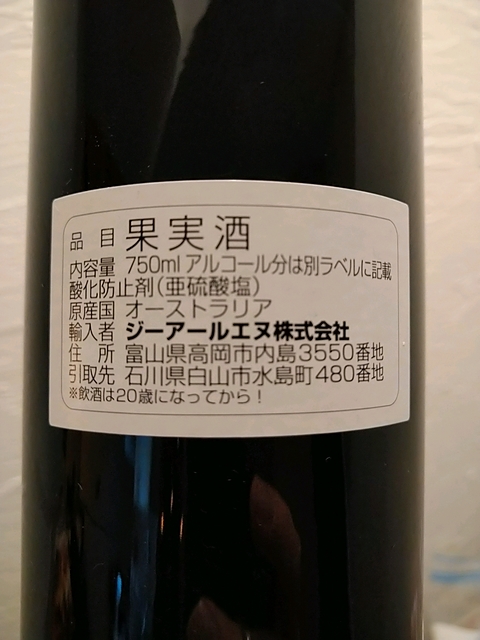 品 目 果実酒
内容量 750ml アルコール分は別ラベルに記載
酸化防止剤(亜硫酸塩)
原産国 オーストラリア
輸入者 ジーアールエヌ株式会社
住 所 富山県高岡市内島3550番地
引取先 石川県白山市水島町480番地
※飲酒は20歳になってから！